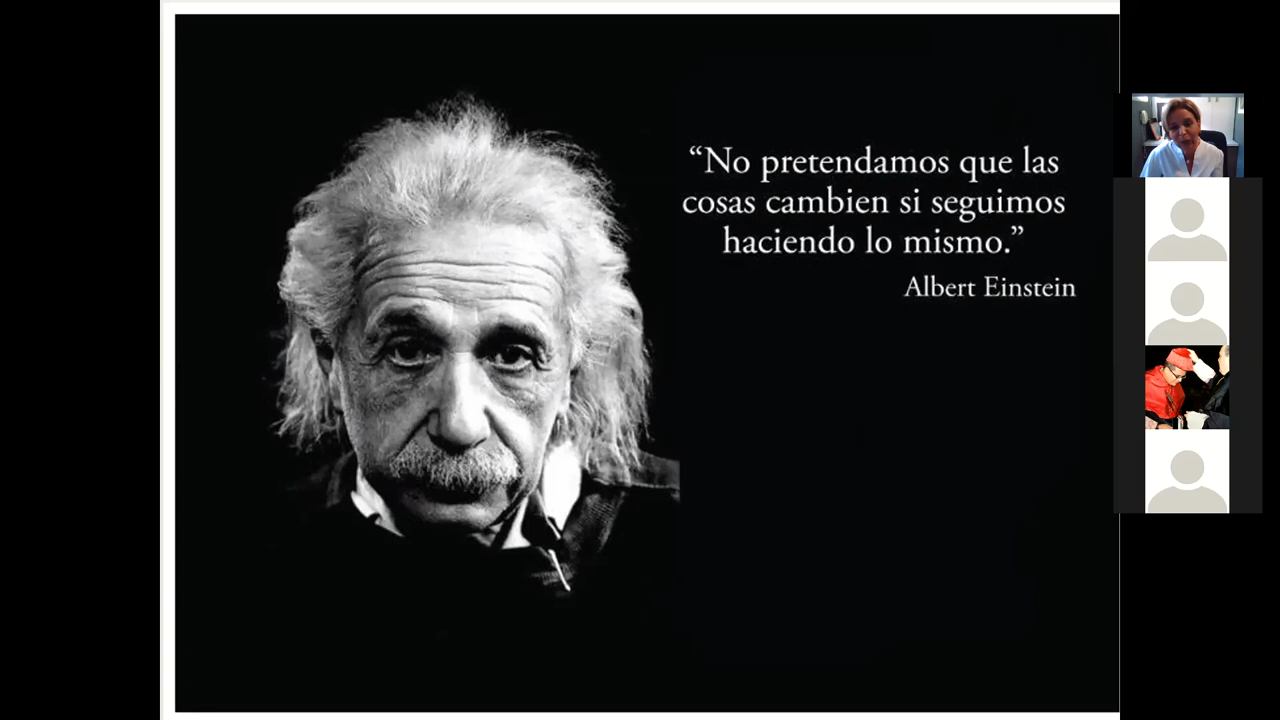 “No pretendamos que las
cosas cambien si seguimos
haciendo lo mismo.”
Albert Einstein